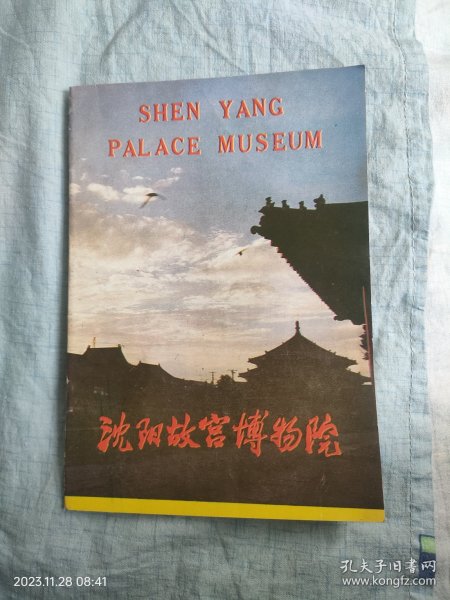 SHEN YANG
PALACE MUSEUM
沈阳故宫博物院
2023.11.28 08:41
孔夫子旧书网
www.kongfz.com